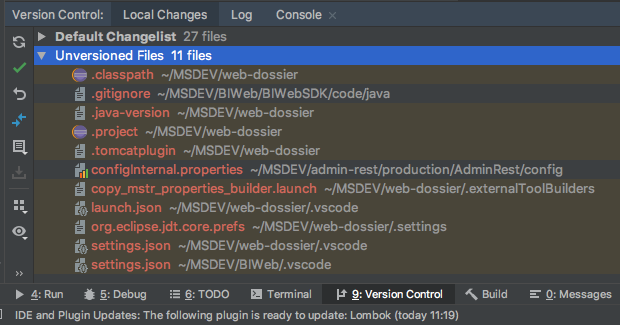 Version Control: Local Changes Log Console
Default Changelist 27 files
Unversioned Files 11 files
.classpath ~/MSDEV/web-dossier
.gitignore ~/MSDEV/BIWeb/BIWebSDK/code/java
.java-version ~/MSDEV/web-dossier
.project ~/MSDEV/web-dossier
.tomcatplugin ~/MSDEV/web-dossier
configInternal.properties ~/MSDEV/admin-rest/production/AdminRest/config
copy_mstr_properties_builder.launch ~/MSDEV/web-dossier/.externalToolBuilders
launch.json ~/MSDEV/web-dossier/.vscode
org.eclipse.jdt.core.prefs ~/MSDEV/web-dossier/.settings
settings.json ~/MSDEV/web-dossier/.vscode
settings.json ~/MSDEV/BIWeb/.vscode
4: Run 5: Debug 6: TODO Terminal 9: Version Control Build 0: Messages
IDE and Plugin Updates: The following plugin is ready to update: Lombok (today 11:19)